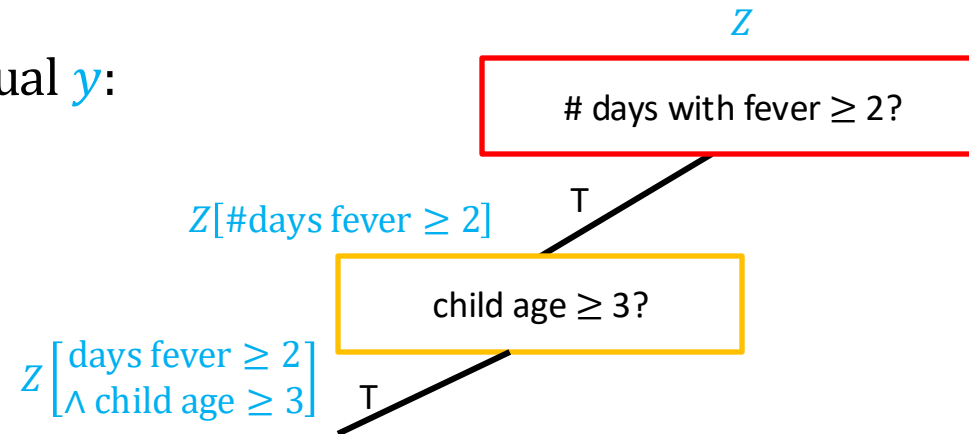 Z
ual y:
# days with fever ≥ 2?
T
Z[#days fever ≥ 2]
child age ≥ 3?
Z[days fever ≥ 2
∧ child age ≥ 3]
T